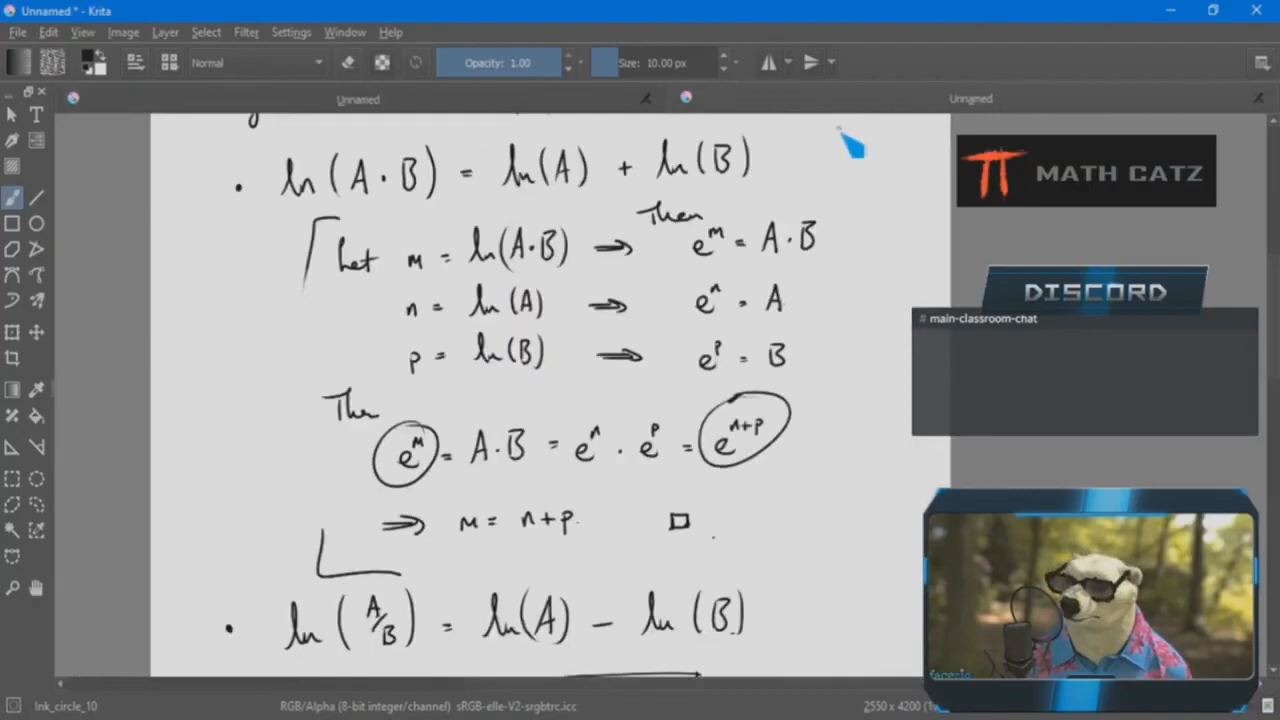 Unnamed * - Krita
File Edit View Image Layer Select Filter Settings Window Help
Normal Opacity: 1.00 Size: 10.00 px
Unnamed Unnamed
• ln(A·B) = ln(A) + ln(B)
Then
Let m = ln(A·B) ⇒ e^m = A·B
n = ln(A) ⇒ e^n = A
p = ln(B) ⇒ e^p = B
Then
e^m = A·B = e^n · e^p = e^{n+p}
⇒ m = n+p. □
• ln(A/B) = ln(A) − ln(B)
π MATH CATZ
DISCORD
# main-classroom-chat
facerig
Ink_circle_10 RGB/Alpha (8-bit integer/channel) sRGB-elle-V2-srgbtrc.icc 2550 x 4200 (1